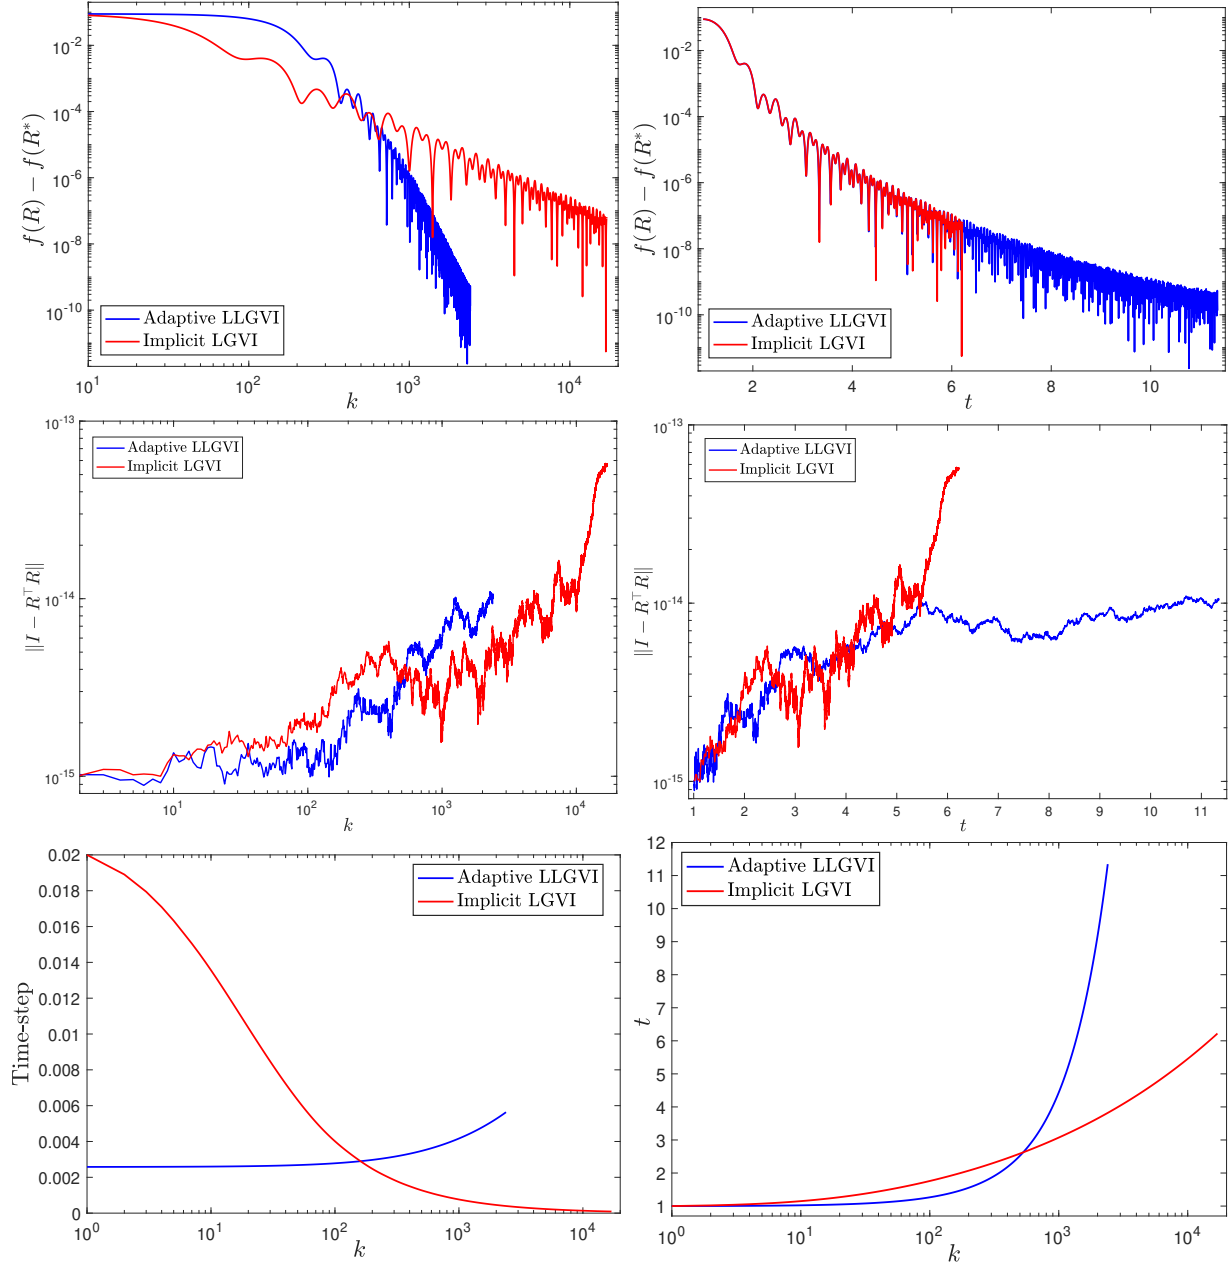 10^-2
10^-4
10^-6
10^-8
10^-10
f(R) − f(R*)
Adaptive LLGVI
Implicit LGVI
10^1 10^2 10^3 10^4
k
10^-2
10^-4
10^-6
10^-8
10^-10
f(R) − f(R*)
Adaptive LLGVI
Implicit LGVI
2 4 6 8 10
t
10^-13
10^-14
10^-15
||I − R^⊤R||
Adaptive LLGVI
Implicit LGVI
10^1 10^2 10^3 10^4
k
10^-13
10^-14
10^-15
||I − R^⊤R||
Adaptive LLGVI
Implicit LGVI
1 2 3 4 5 6 7 8 9 10 11
t
0.02
0.018
0.016
0.014
0.012
0.01
0.008
0.006
0.004
0.002
0
Time-step
Adaptive LLGVI
Implicit LGVI
10^0 10^1 10^2 10^3 10^4
k
12
11
10
9
8
7
6
5
4
3
2
1
t
Adaptive LLGVI
Implicit LGVI
10^0 10^1 10^2 10^3 10^4
k